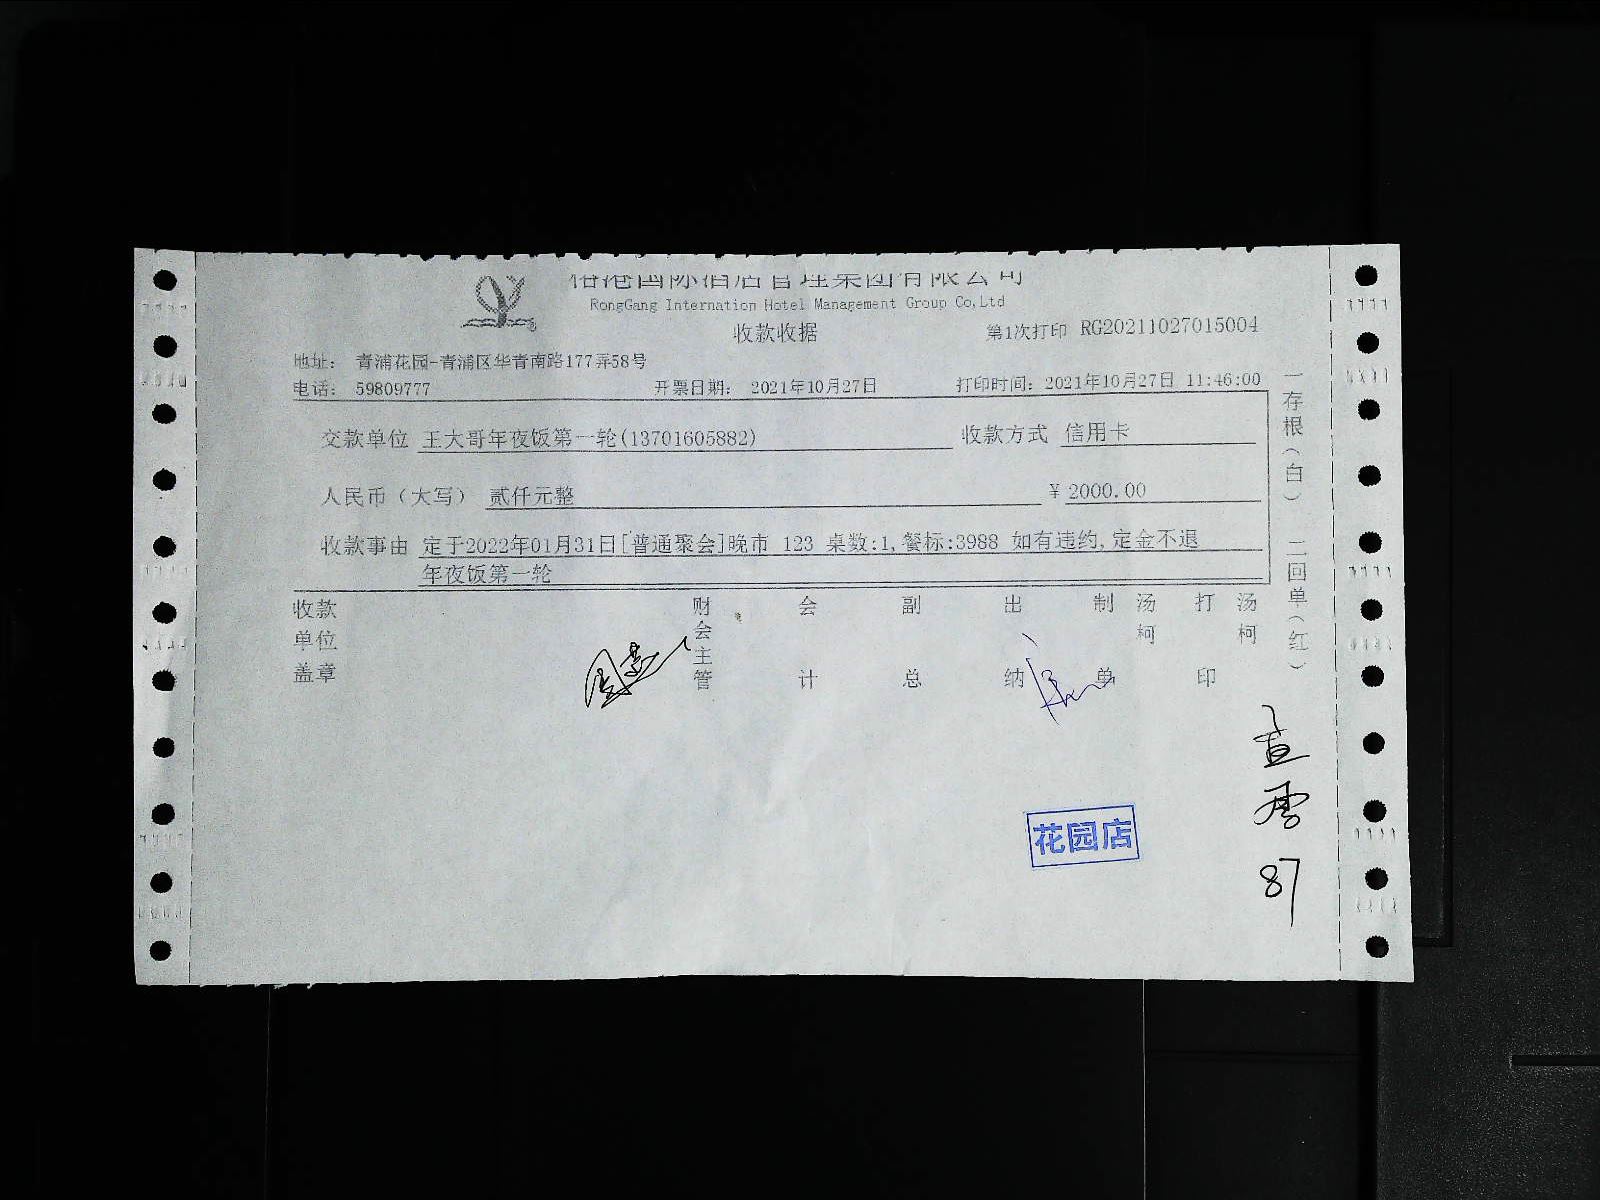 国际酒店管理集团有限公司
RongGang Internation Hotel Management Group Co,Ltd
收款收据
第1次打印 RG20211027015004
地址： 青浦花园-青浦区华青南路177弄58号
电话： 59809777 开票日期： 2021年10月27日 打印时间：2021年10月27日 11:46:00
交款单位 王大哥年夜饭第一轮(13701605882) 收款方式 信用卡
人民币（大写） 贰仟元整 ¥ 2000.00
收款事由 定于2022年01月31日[普通聚会]晚市 123 桌数:1,餐标:3988 如有违约,定金不退
年夜饭第一轮
收款单位盖章 财会主管 会计 副总 出纳 制单 汤柯 打印 汤柯
一存根（白） 二回单（红）
花园店
87